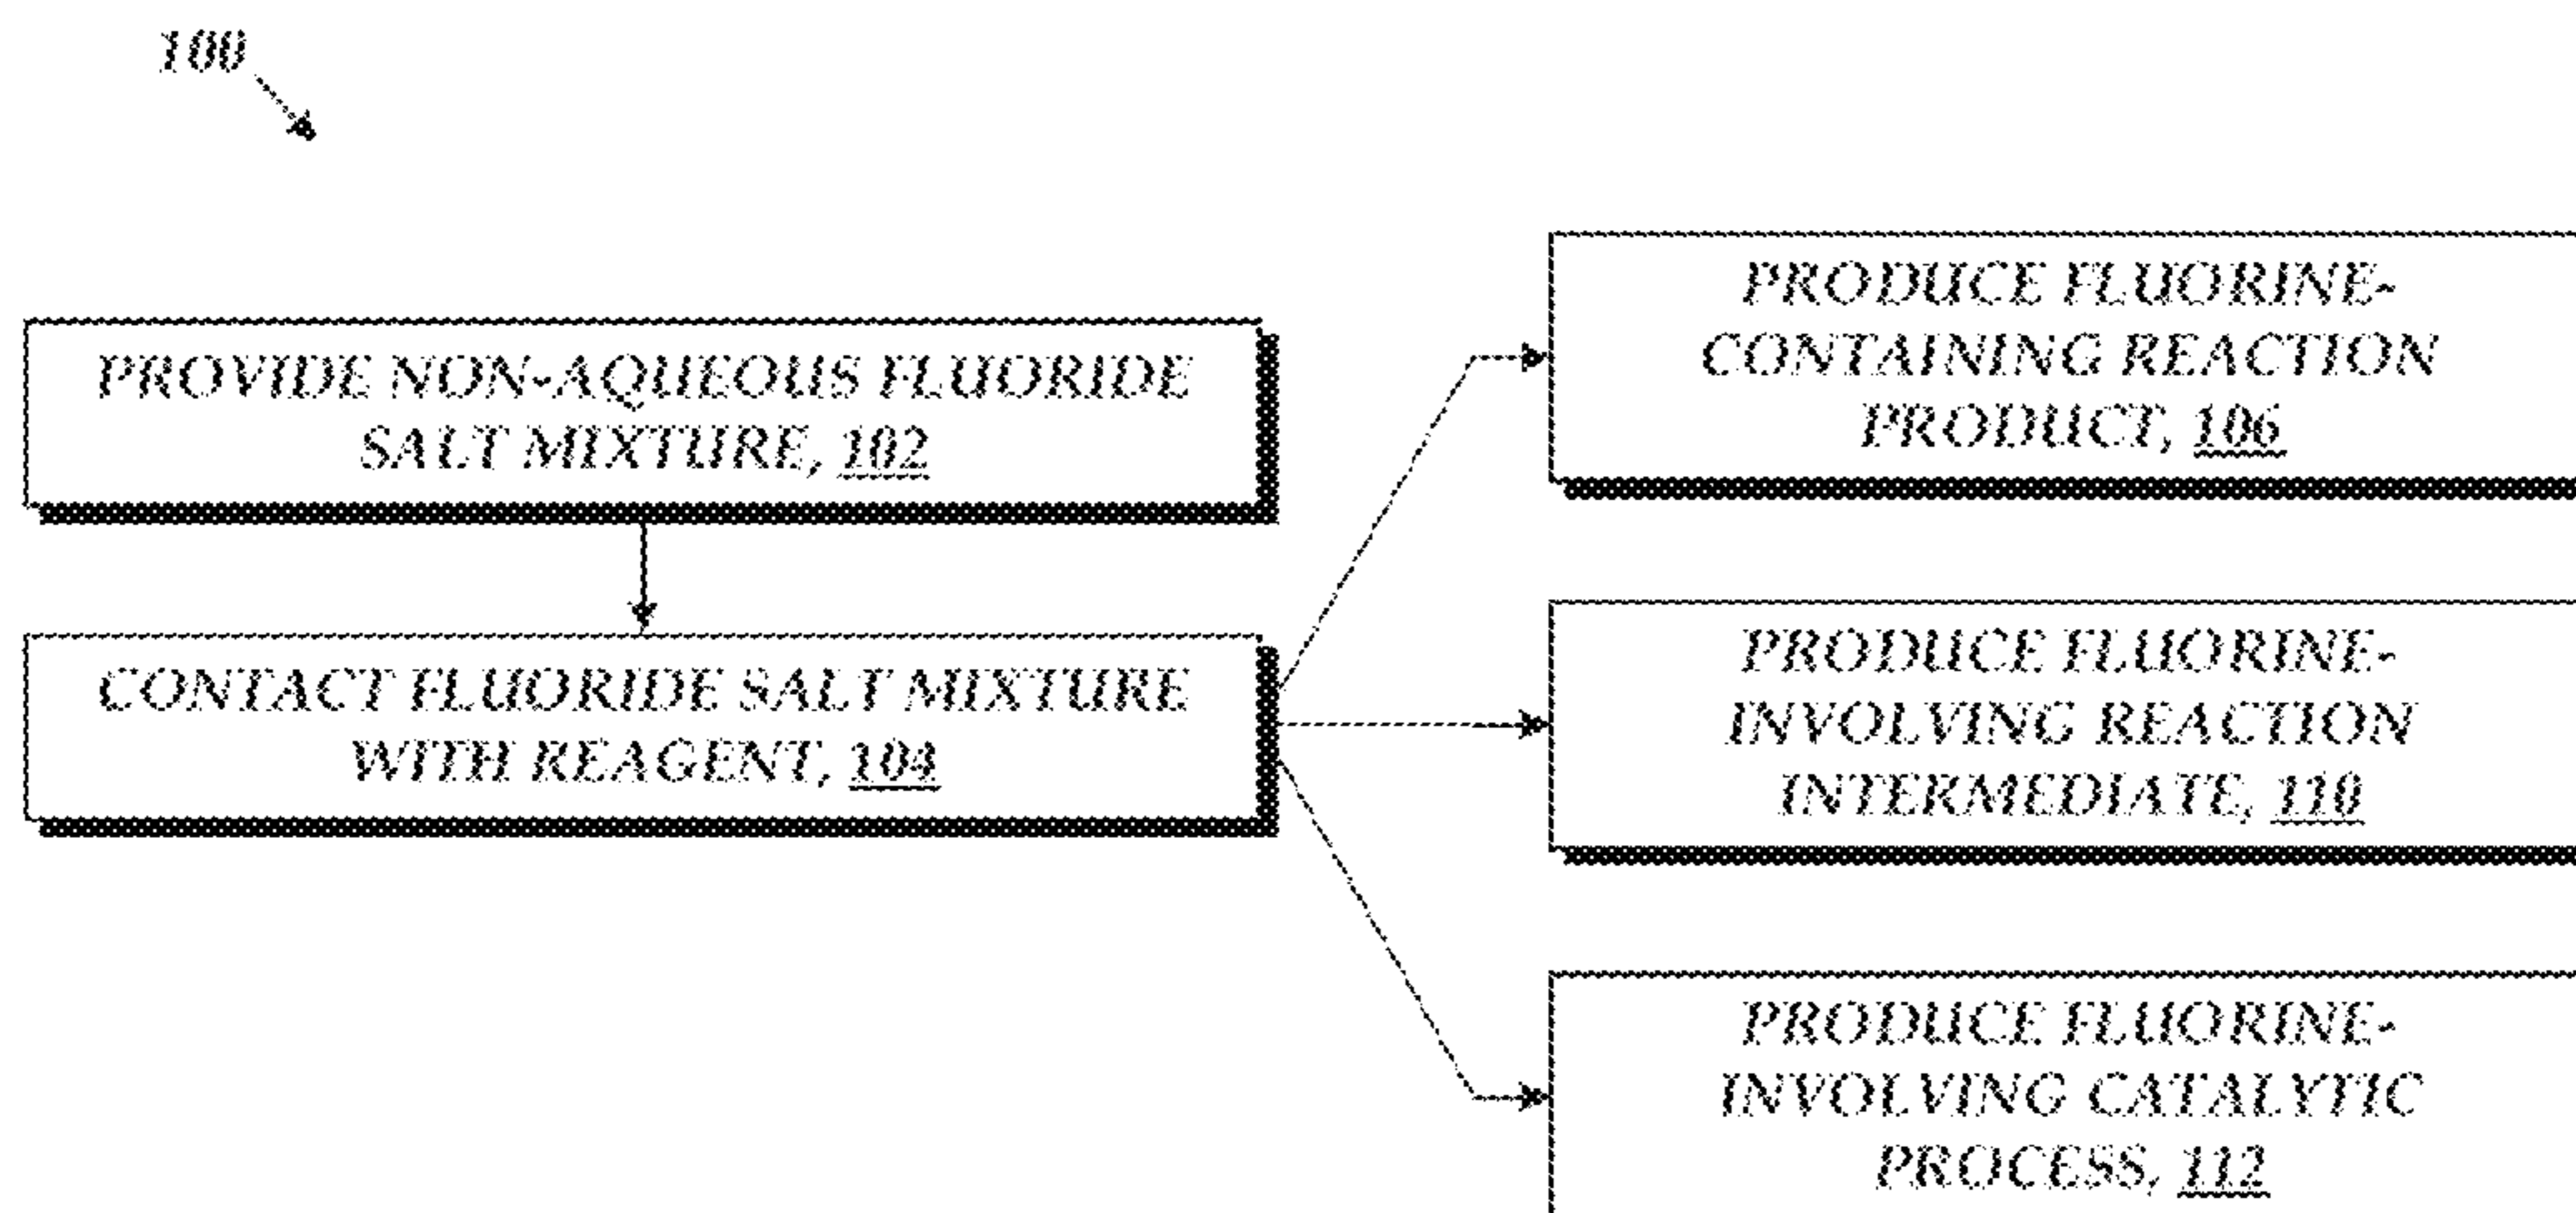 100
PROVIDE NON-AQUEOUS FLUORIDE
SALT MIXTURE, 102
CONTACT FLUORIDE SALT MIXTURE
WITH REAGENT, 104
PRODUCE FLUORINE-
CONTAINING REACTION
PRODUCT, 106
PRODUCE FLUORINE-
INVOLVING REACTION
INTERMEDIATE, 110
PRODUCE FLUORINE-
INVOLVING CATALYTIC
PROCESS, 112